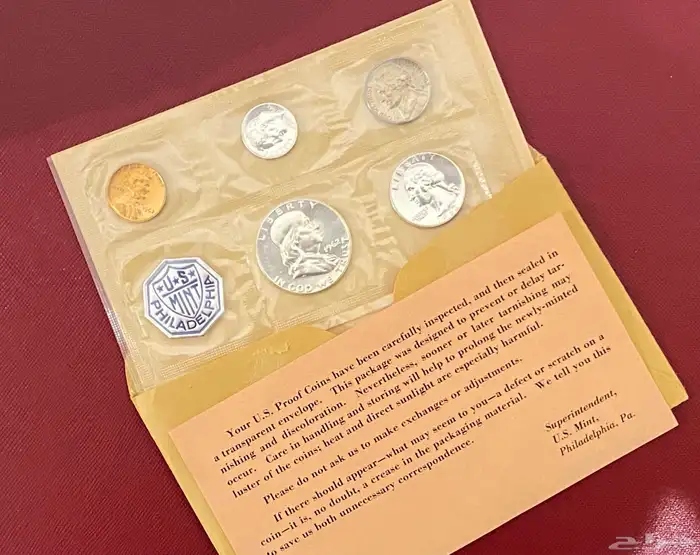 LIBERTY
LIBERTY
1962
IN GOD WE TRUST
U·S
MINT
PHILADELPHIA
Your U.S. Proof Coins have been carefully inspected, and then sealed in
a transparent envelope. This package was designed to prevent or delay tar-
nishing and discoloration. Nevertheless, sooner or later tarnishing may
occur. Care in handling and storing will help to prolong the newly-minted
luster of the coins; heat and direct sunlight are especially harmful.
Please do not ask us to make exchanges or adjustments.
If there should appear—what may seem to you—a defect or scratch on a
coin—it is, no doubt, a crease in the packaging material. We tell you this
to save us both unnecessary correspondence.
Superintendent,
U.S. Mint,
Philadelphia, Pa.
حراج